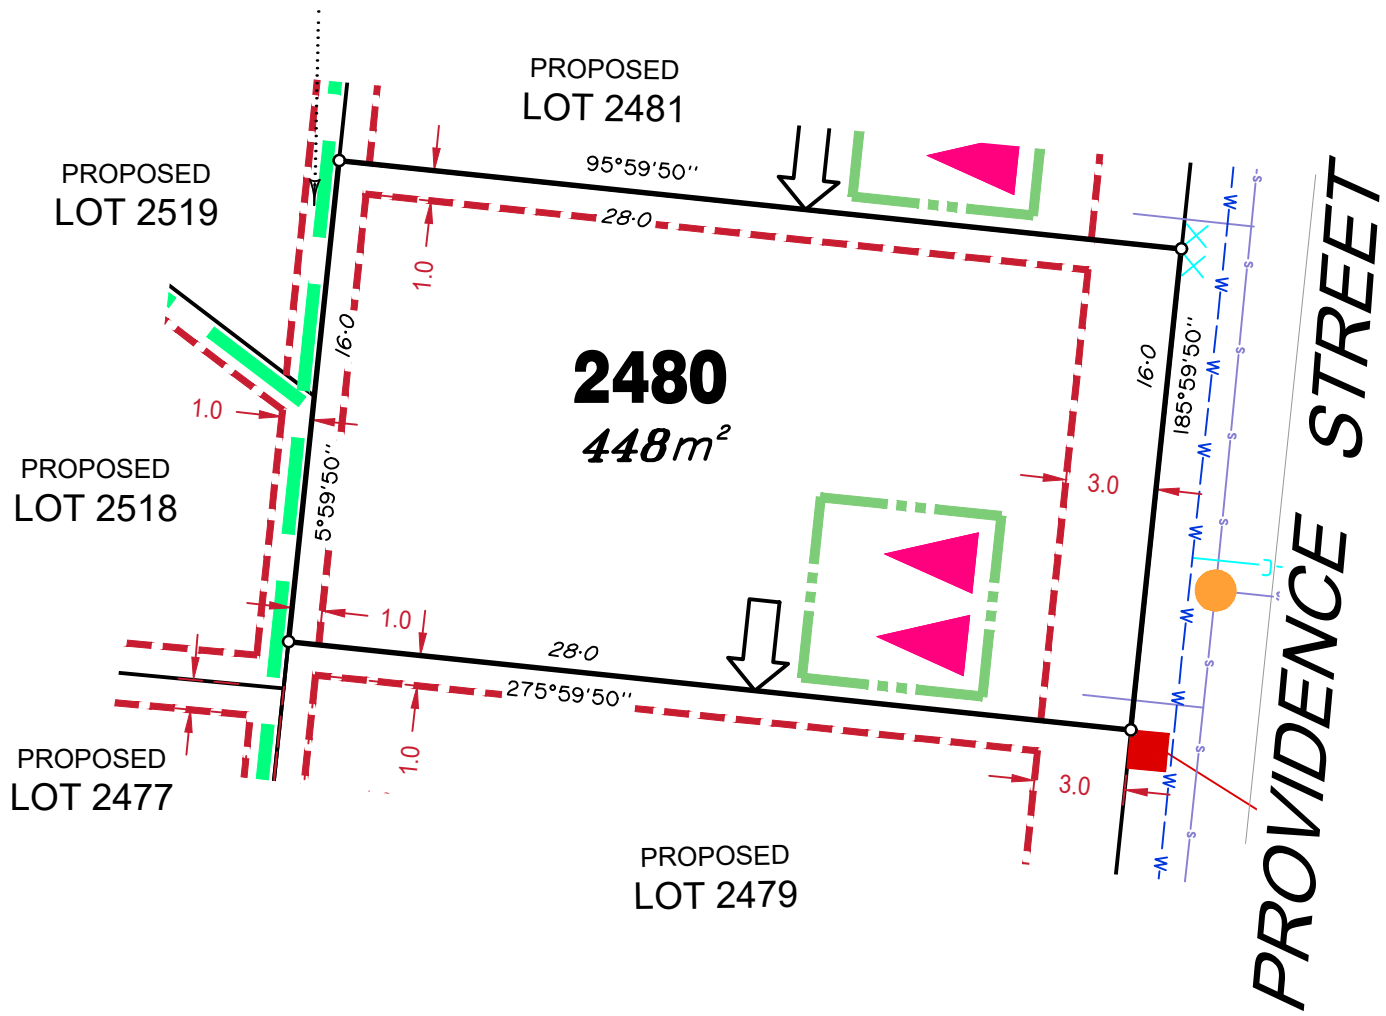 PROPOSED
LOT 2481
PROPOSED
LOT 2519
95°59'50''
28·0
1.0
16·0
2480
448m²
16·0
185°59'50''
PROVIDENCE STREET
1.0
5°59'50''
3.0
PROPOSED
LOT 2518
1.0
28·0
275°59'50''
1.0
3.0
PROPOSED
LOT 2477
PROPOSED
LOT 2479
W
W
W
W
W
W
W
W
W
S
S
S
S
S
S
S
S